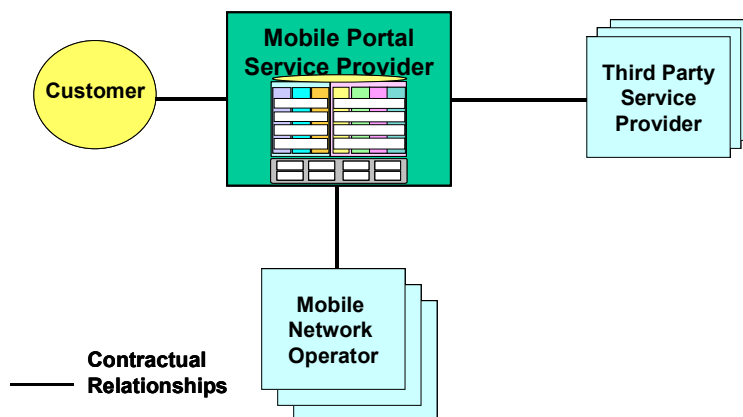 Mobile Portal
Service Provider
Customer
Third Party
Service
Provider
Mobile
Network
Operator
Contractual
Relationships